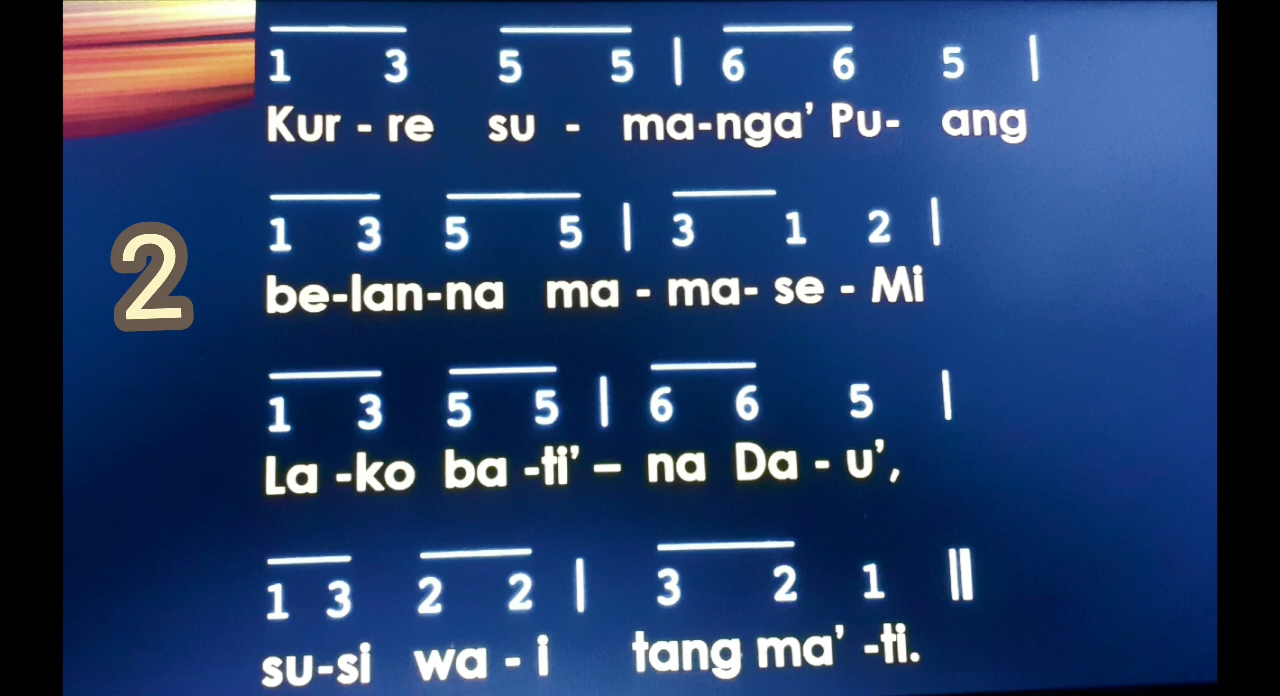 1 3 5 5 | 6 6 5 |
Kur - re su - ma-nga’ Pu- ang
1 3 5 5 | 3 1 2 |
be-lan-na ma - ma- se - Mi
2
1 3 5 5 | 6 6 5 |
La -ko ba -ti’ – na Da - u’,
1 3 2 2 | 3 2 1 ||
su-si wa - i tang ma’ -ti.